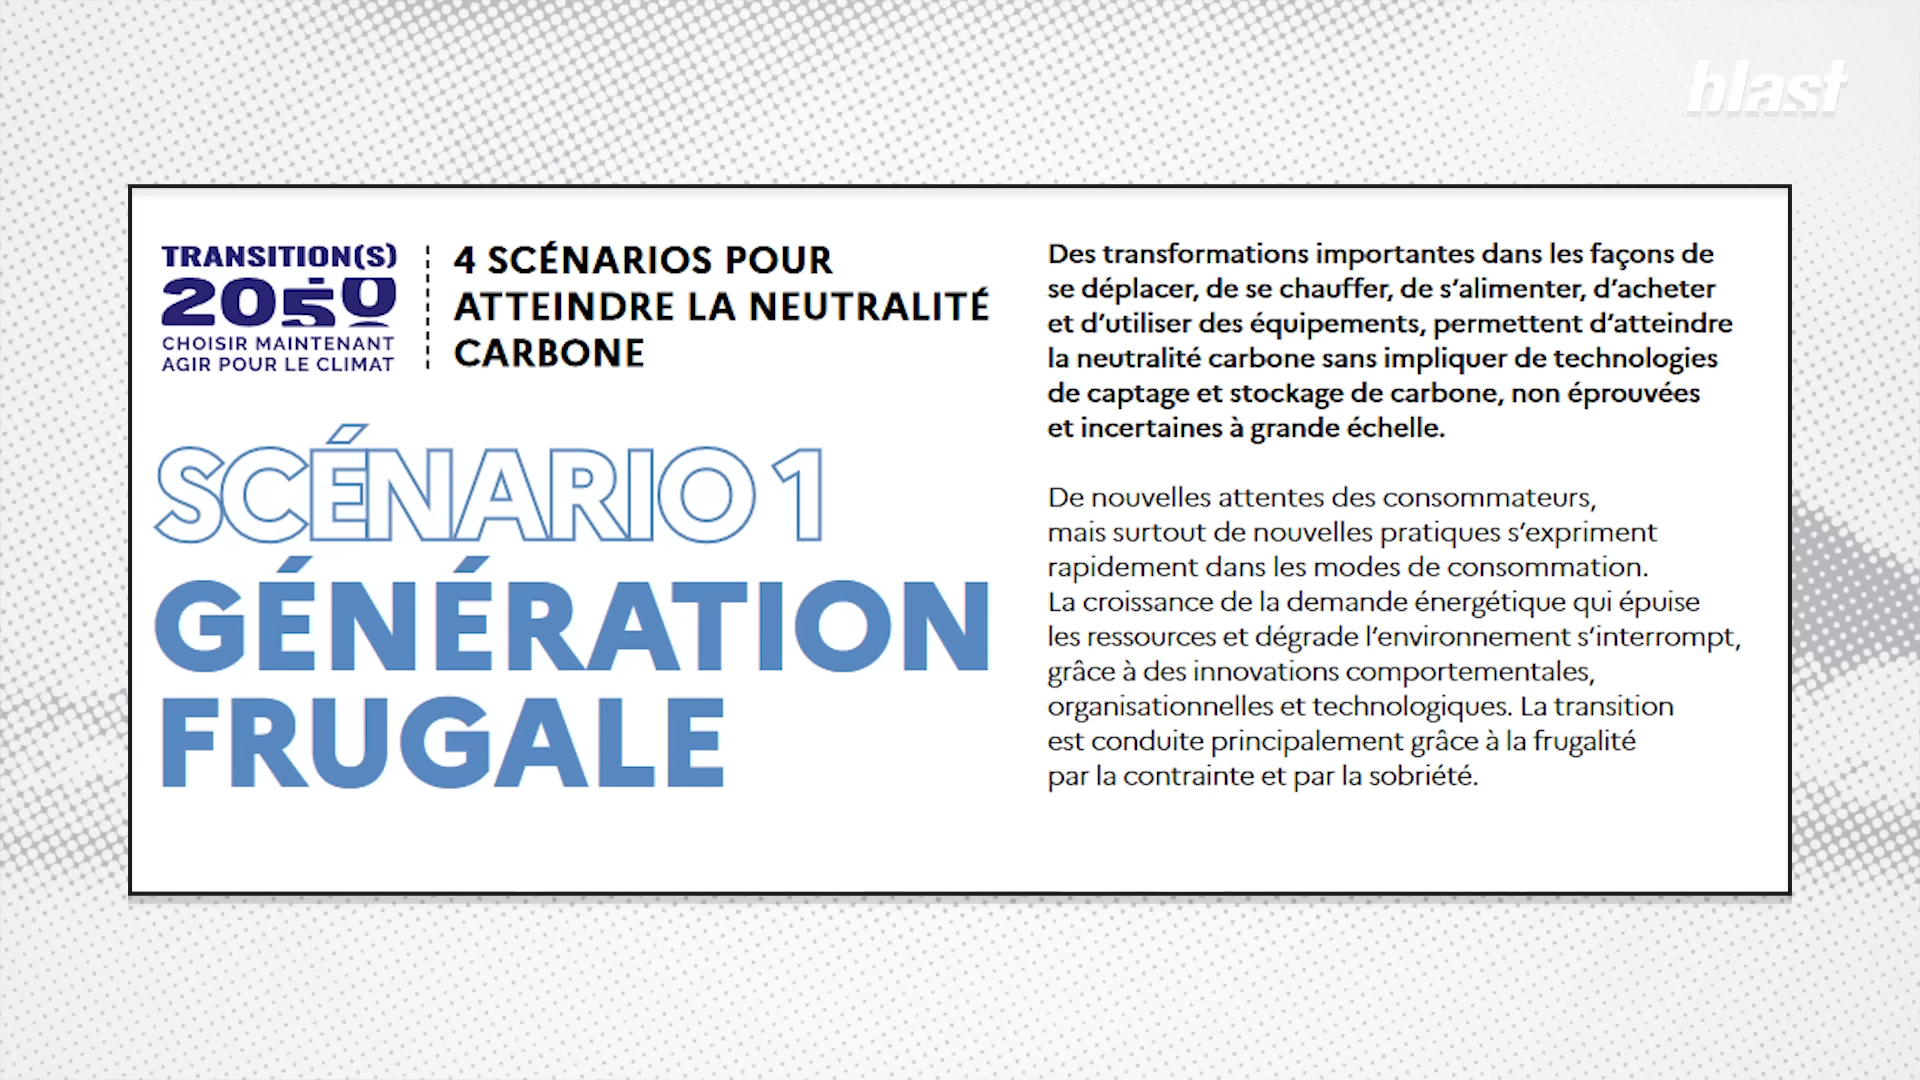 blast
TRANSITION(S)
2050
CHOISIR MAINTENANT
AGIR POUR LE CLIMAT
4 SCÉNARIOS POUR
ATTEINDRE LA NEUTRALITÉ
CARBONE
SCÉNARIO 1
GÉNÉRATION
FRUGALE
Des transformations importantes dans les façons de
se déplacer, de se chauffer, de s’alimenter, d’acheter
et d’utiliser des équipements, permettent d’atteindre
la neutralité carbone sans impliquer de technologies
de captage et stockage de carbone, non éprouvées
et incertaines à grande échelle.
De nouvelles attentes des consommateurs,
mais surtout de nouvelles pratiques s’expriment
rapidement dans les modes de consommation.
La croissance de la demande énergétique qui épuise
les ressources et dégrade l’environnement s’interrompt,
grâce à des innovations comportementales,
organisationnelles et technologiques. La transition
est conduite principalement grâce à la frugalité
par la contrainte et par la sobriété.